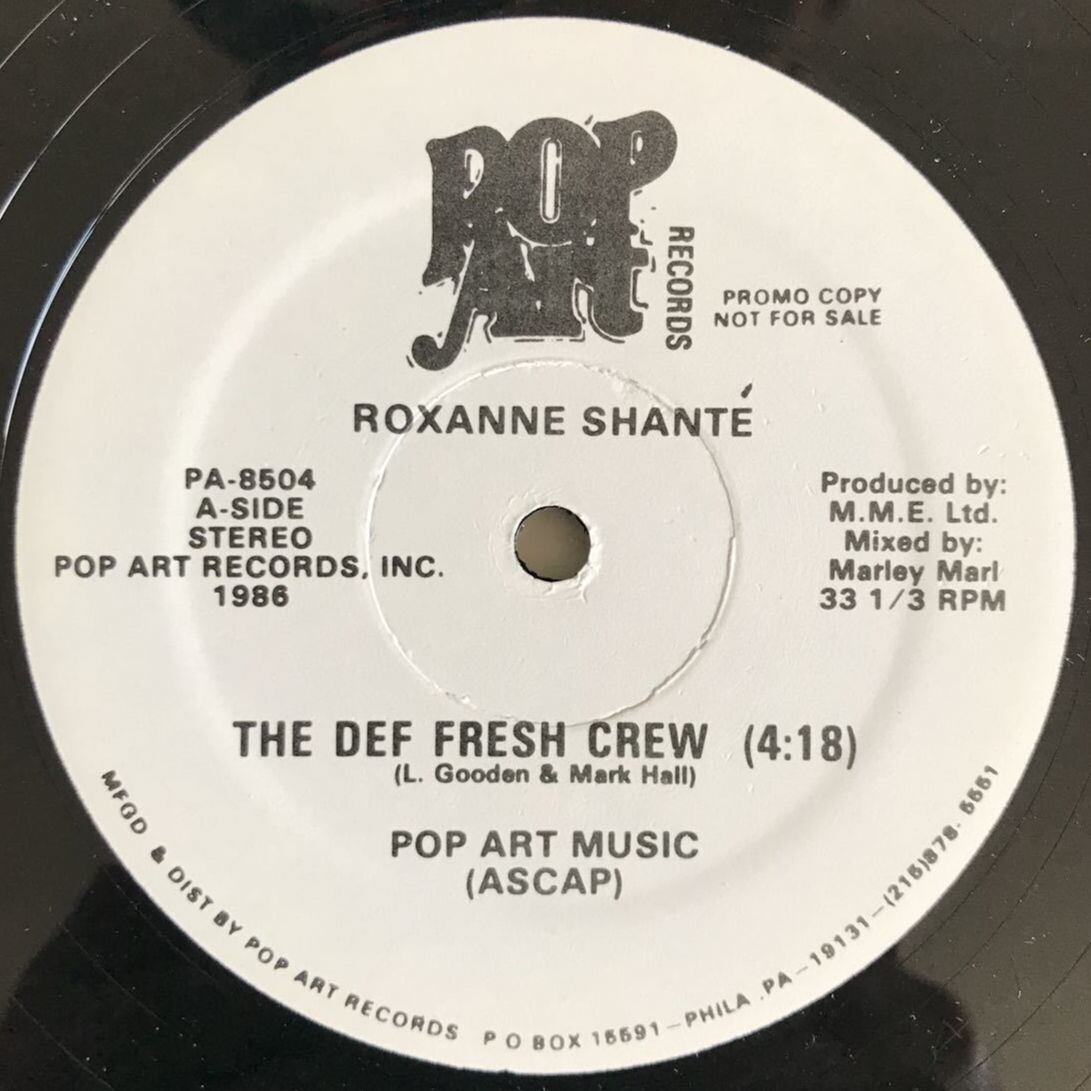 POP
ART
RECORDS
PROMO COPY
NOT FOR SALE
ROXANNE SHANTÉ
PA-8504
A-SIDE
STEREO
POP ART RECORDS, INC.
1986
Produced by:
M.M.E. Ltd.
Mixed by:
Marley Marl
33 1/3 RPM
THE DEF FRESH CREW (4:18)
(L. Gooden & Mark Hall)
POP ART MUSIC
(ASCAP)
MFGD & DIST BY POP ART RECORDS P O BOX 15591-PHILA ,PA-19131-(215)878-5551